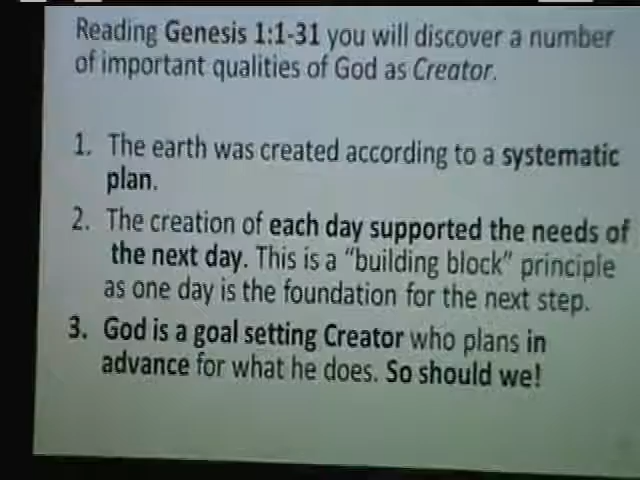 Reading Genesis 1:1-31 you will discover a number
of important qualities of God as Creator.
1. The earth was created according to a systematic
plan.
2. The creation of each day supported the needs of
the next day. This is a “building block” principle
as one day is the foundation for the next step.
3. God is a goal setting Creator who plans in
advance for what he does. So should we!